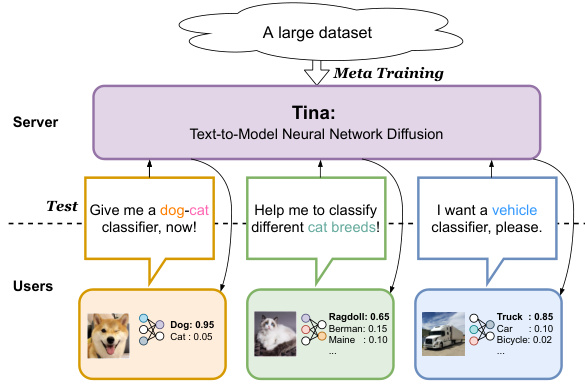 A large dataset
Meta Training
Server
Tina:
Text-to-Model Neural Network Diffusion
Test
Give me a dog-cat
classifier, now!
Help me to classify
different cat breeds!
I want a vehicle
classifier, please.
Users
Dog: 0.95
Cat : 0.05
Ragdoll: 0.65
Berman: 0.15
Maine : 0.10
...
Truck : 0.85
Car : 0.10
Bicycle: 0.02
...